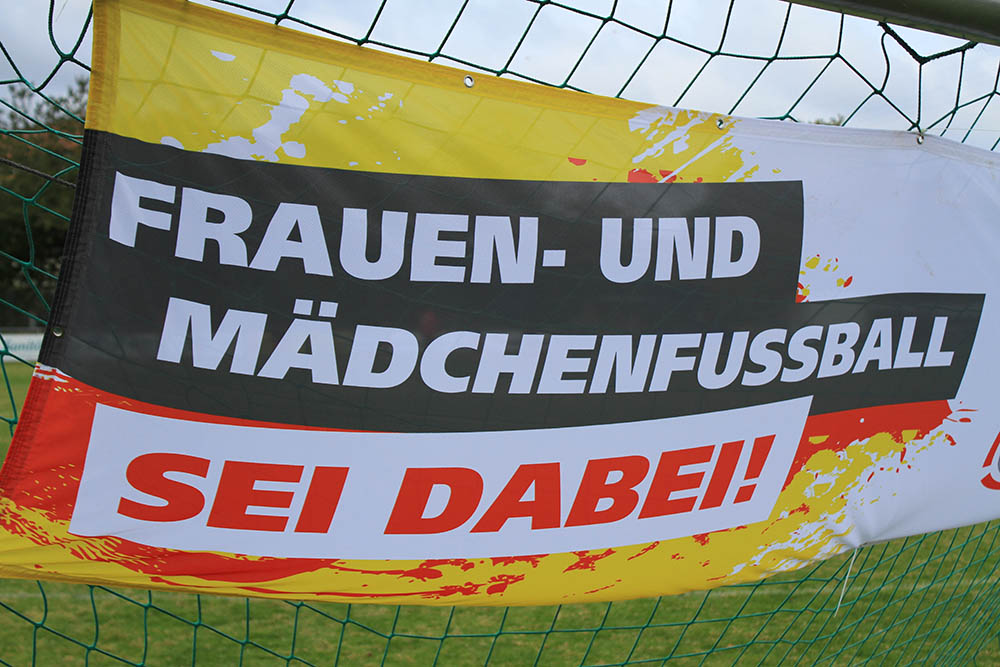 FRAUEN- UND
MÄDCHENFUSSBALL
SEI DABEI!